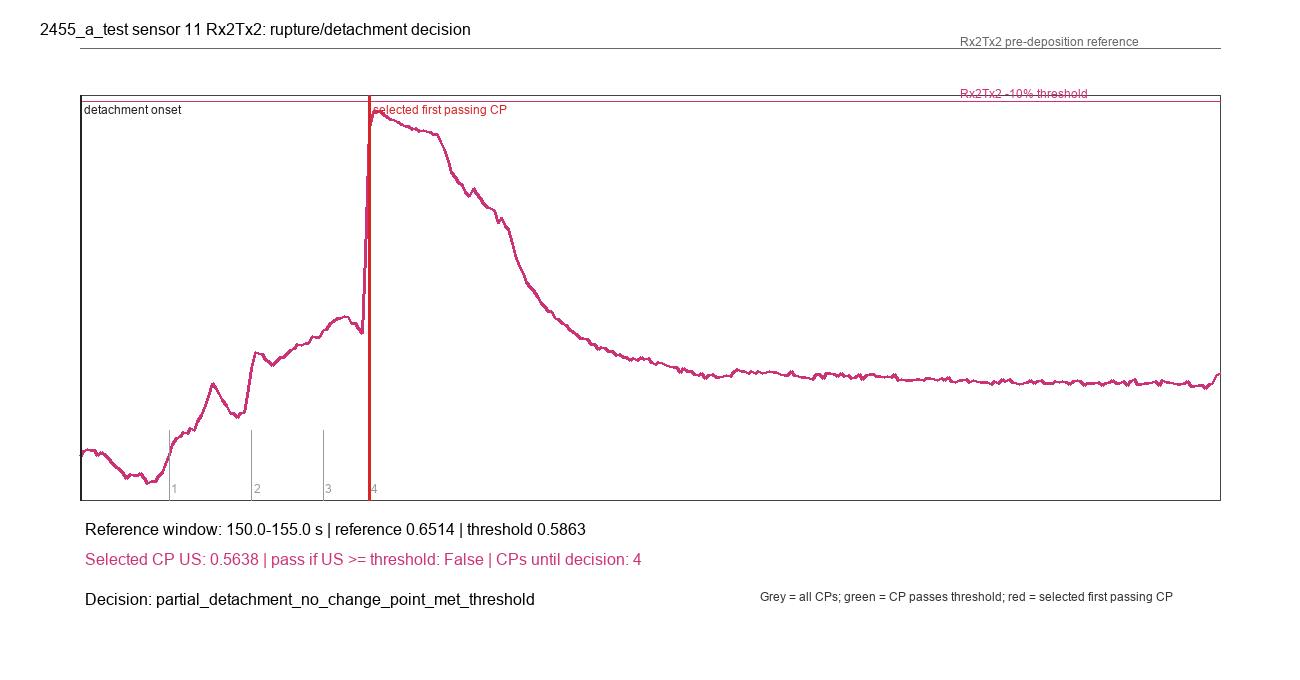 2455_a_test sensor 11 Rx2Tx2: rupture/detachment decision
Rx2Tx2 pre-deposition reference
Rx2Tx2 -10% threshold
detachment onset
selected first passing CP
1
2
3
4
Reference window: 150.0-155.0 s | reference 0.6514 | threshold 0.5863
Selected CP US: 0.5638 | pass if US >= threshold: False | CPs until decision: 4
Decision: partial_detachment_no_change_point_met_threshold
Grey = all CPs; green = CP passes threshold; red = selected first passing CP